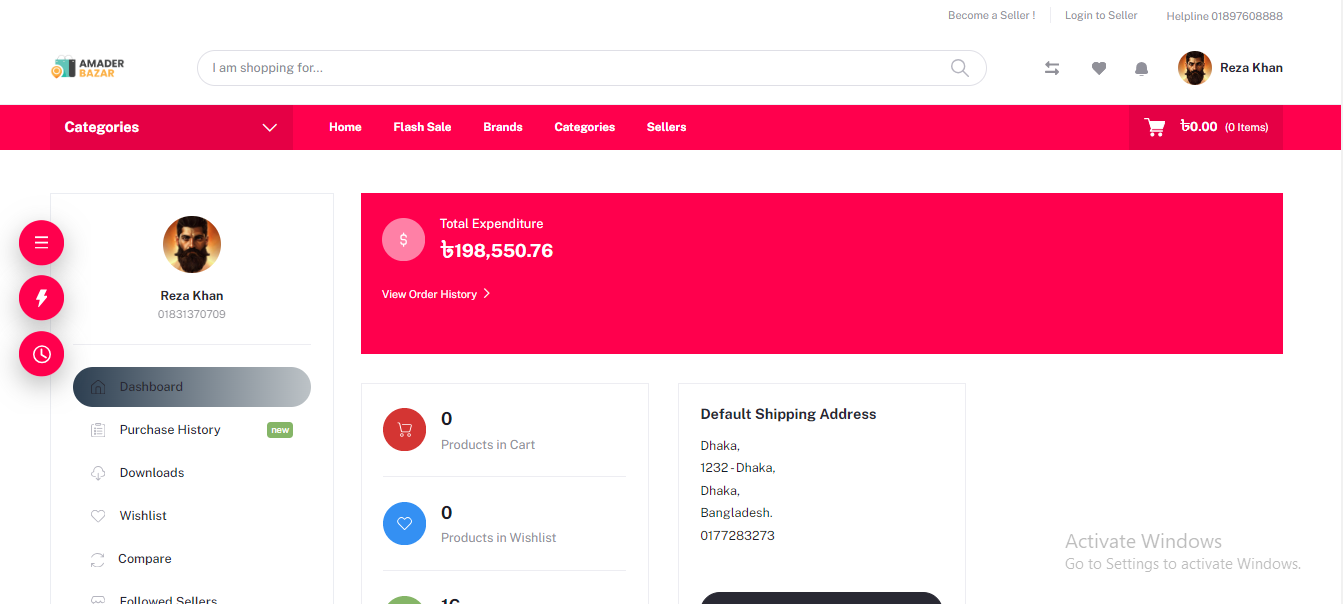 Become a Seller !
Login to Seller
Helpline 01897608888
AMADER
BAZAR
I am shopping for...
Reza Khan
Categories
Home
Flash Sale
Brands
Categories
Sellers
৳0.00 (0 Items)
Reza Khan
01831370709
Dashboard
Purchase History
new
Downloads
Wishlist
Compare
Followed Sellers
$
Total Expenditure
৳198,550.76
View Order History
0
Products in Cart
0
Products in Wishlist
16
Default Shipping Address
Dhaka,
1232 - Dhaka,
Dhaka,
Bangladesh.
0177283273
Activate Windows
Go to Settings to activate Windows.